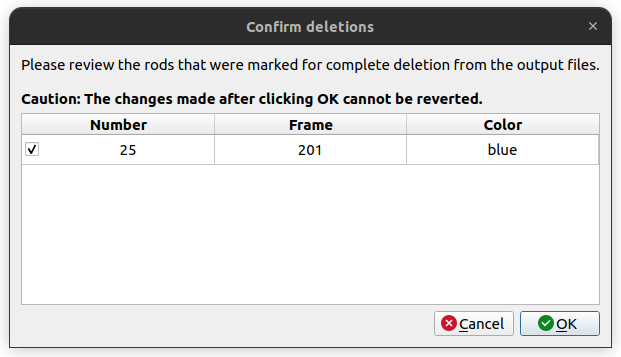 Confirm deletions
Please review the rods that were marked for complete deletion from the output files.
Caution: The changes made after clicking OK cannot be reverted.
Number Frame Color
25 201 blue
Cancel OK